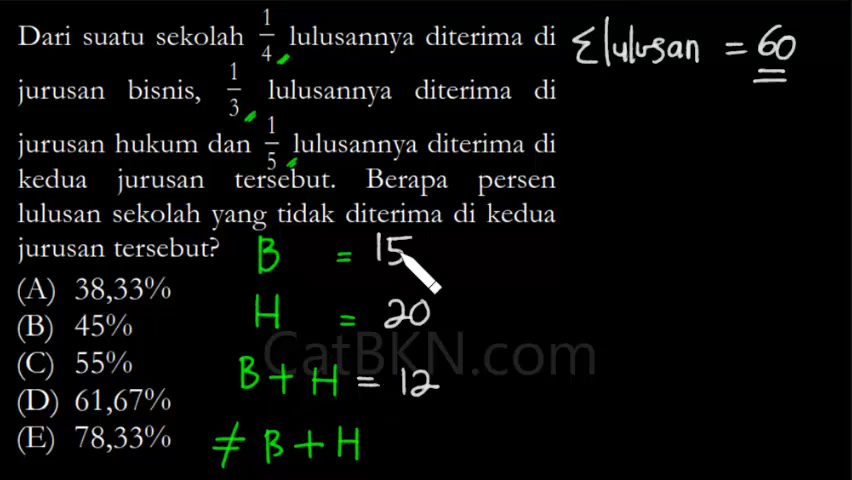 Dari suatu sekolah 1/4 lulusannya diterima di
jurusan bisnis, 1/3 lulusannya diterima di
jurusan hukum dan 1/5 lulusannya diterima di
kedua jurusan tersebut. Berapa persen
lulusan sekolah yang tidak diterima di kedua
jurusan tersebut?
(A) 38,33%
(B) 45%
(C) 55%
(D) 61,67%
(E) 78,33%
Σ lulusan = 60
B = 15
H = 20
B + H = 12
≠ B + H
CatBKN.com